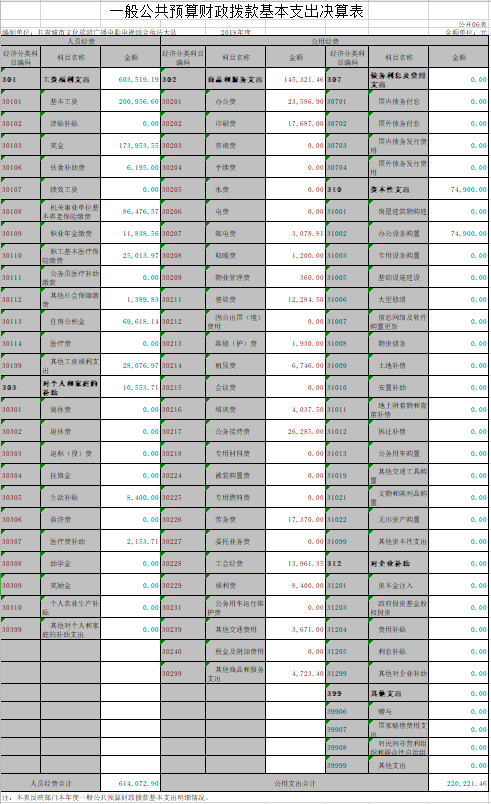 一般公共预算财政拨款基本支出决算表
公开06表
编制单位：共青城市文化旅游广播电影电视综合执法大队 2018年度 金额单位：元
人员经费 公用经费
经济分类科目编码 科目名称 金额 经济分类科目编码 科目名称 金额 经济分类科目编码 科目名称 金额
301 工资福利支出 603,519.19 302 商品和服务支出 145,321.46 307 债务利息及费用支出 0.00
30101 基本工资 200,956.60 30201 办公费 23,586.90 30701 国内债务付息 0.00
30102 津贴补贴 0.00 30202 印刷费 17,687.00 30702 国外债务付息 0.00
30103 奖金 173,953.55 30203 咨询费 0.00 30703 国内债务发行费用 0.00
30106 伙食补助费 6,195.00 30204 手续费 0.00 30704 国外债务发行费用 0.00
30107 绩效工资 0.00 30205 水费 0.00 310 资本性支出 74,900.00
30108 机关事业单位基本养老保险缴费 86,476.57 30206 电费 0.00 31001 房屋建筑物购建 0.00
30109 职业年金缴费 11,838.56 30207 邮电费 3,078.81 31002 办公设备购置 74,900.00
30110 职工基本医疗保险缴费 25,013.97 30208 取暖费 1,200.00 31003 专用设备购置 0.00
30111 公务员医疗补助缴款 0.00 30209 物业管理费 360.00 31005 基础设施建设 0.00
30112 其他社会保障缴费 1,389.83 30211 差旅费 12,284.50 31006 大型修缮 0.00
30113 住房公积金 69,618.14 30212 因公出国（境）费用 0.00 31007 信息网络及软件购置更新 0.00
30114 医疗费 0.00 30213 维修（护）费 1,930.00 31008 物资储备 0.00
30199 其他工资福利支出 28,076.97 30214 租赁费 6,746.00 31009 土地补偿 0.00
303 对个人和家庭的补助 10,553.71 30215 会议费 0.00 31010 安置补助 0.00
30301 离休费 0.00 30216 培训费 4,037.50 31011 地上附着物和青苗补偿 0.00
30302 退休费 0.00 30217 公务接待费 26,285.00 31012 拆迁补偿 0.00
30303 退职（役）费 0.00 30218 专用材料费 0.00 31013 公务用车购置 0.00
30304 抚恤金 0.00 30224 被装购置费 0.00 31019 其他交通工具购置 0.00
30305 生活补贴 8,400.00 30225 专用燃料费 0.00 31021 文物和陈列品购置 0.00
30306 救济费 0.00 30226 劳务费 17,370.00 31022 无形资产购置 0.00
30307 医疗费补助 2,153.71 30227 委托业务费 0.00 31099 其他资本性支出 0.00
30308 助学金 0.00 30228 工会经费 13,961.35 312 对企业补助 0.00
30309 奖励金 0.00 30229 福利费 8,400.00 31201 资本金注入 0.00
30310 个人农业生产补贴 0.00 30231 公务用车运行维护费 0.00 31203 政府投资基金股权投资 0.00
30399 其他对个人和家庭的补助支出 0.00 30239 其他交通费用 3,671.00 31204 费用补贴 0.00
30240 税金及附加费用 0.00 31205 利息补贴 0.00
30299 其他商品和服务支出 4,723.40 31299 其他对企业补助 0.00
399 其他支出 0.00
39906 赠与 0.00
39907 国家赔偿费用支出 0.00
39908 对民间非营利组织和群众性自治组 0.00
39999 其他支出 0.00
人员经费合计 614,072.90 公用支出合计 220,221.46
注：本表反映部门本年度一般公共预算财政拨款基本支出明细情况。